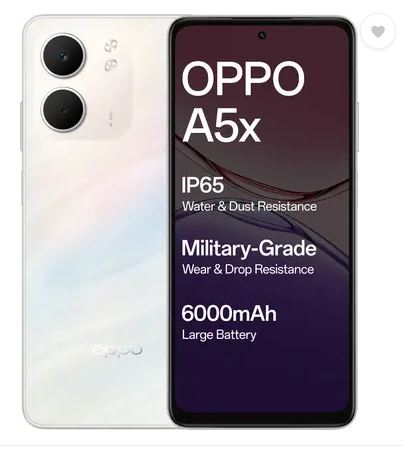 OPPO
A5x
IP65
Water & Dust Resistance
Military-Grade
Wear & Drop Resistance
6000mAh
Large Battery
oppo